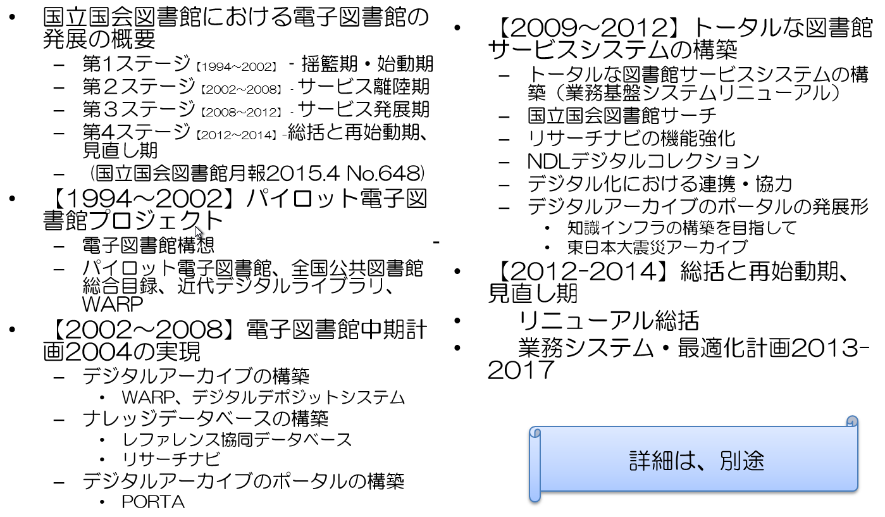 • 国立国会図書館における電子図書館の
発展の概要
– 第1ステージ【1994～2002】 - 揺籃期・始動期
– 第２ステージ【2002～2008】 - サービス離陸期
– 第３ステージ【2008～2012】 - サービス発展期
– 第4ステージ【2012～2014】 -総括と再始動期、
見直し期
– （国立国会図書館月報2015.4 No.648）
• 【1994～2002】パイロット電子図
書館プロジェクト
– 電子図書館構想
– パイロット電子図書館、全国公共図書館
総合目録、近代デジタルライブラリ、
WARP
• 【2002～2008】電子図書館中期計
画2004の実現
– デジタルアーカイブの構築
• WARP、デジタルデポジットシステム
– ナレッジデータベースの構築
• レファレンス協同データベース
• リサーチナビ
– デジタルアーカイブのポータルの構築
• PORTA
–
• 【2009～2012】トータルな図書館
サービスシステムの構築
– トータルな図書館サービスシステムの構
築（業務基盤システムリニューアル）
– 国立国会図書館サーチ
– リサーチナビの機能強化
– NDLデジタルコレクション
– デジタル化における連携・協力
– デジタルアーカイブのポータルの発展形
• 知識インフラの構築を目指して
• 東日本大震災アーカイブ
• 【2012-2014】総括と再始動期、
見直し期
• リニューアル総括
• 業務システム・最適化計画2013-
2017
詳細は、別途